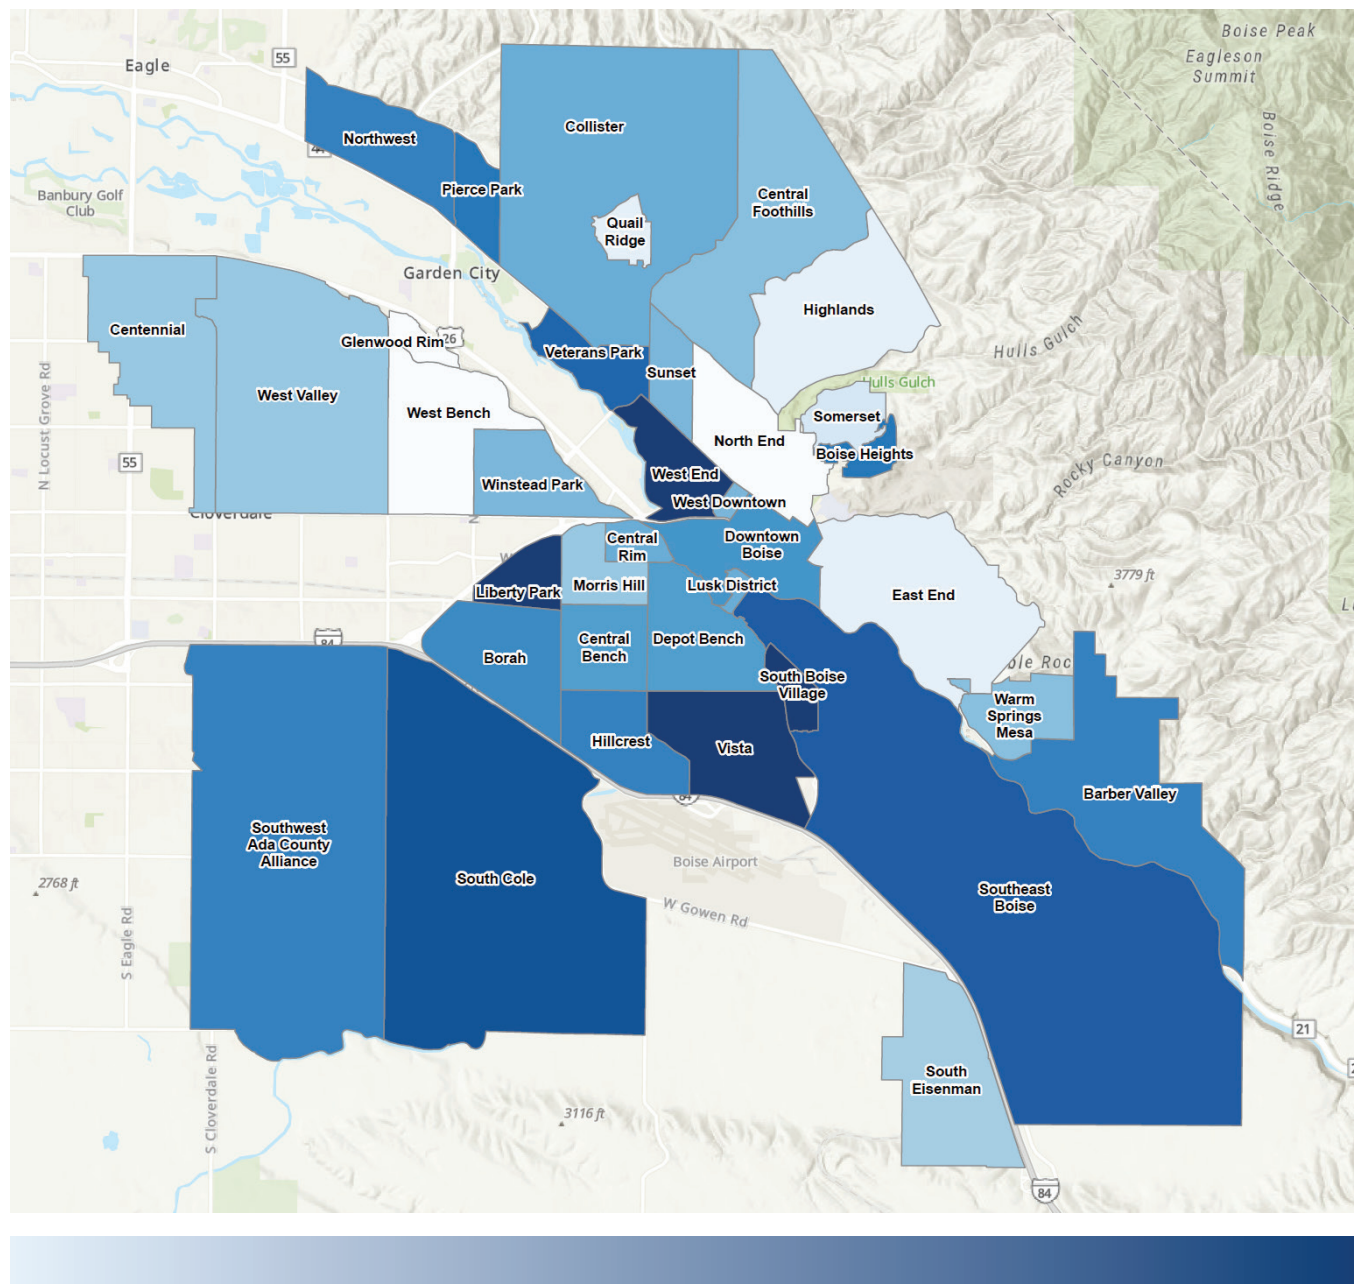 Boise Peak
Eagle
55
Eagleson
Summit
Northwest
Collister
Boise Ridge
Banbury Golf
Club
Pierce Park
Central
Foothills
Quail
Ridge
Garden City
Highlands
Centennial
Glenwood Rim
26
Veterans Park
Hulls Gulch
Sunset
N Locust Grove Rd
West Valley
Hulls Gulch
West Bench
Somerset
North End
Boise Heights
55
Rocky Canyon
West End
Winstead Park
West Downtown
Cloverdale
Central
Rim
Downtown
Boise
3779 ft
Liberty Park
Morris Hill
Lusk District
East End
84
Borah
Central
Bench
Depot Bench
South Boise
Village
Warm
Springs
Mesa
Hillcrest
Vista
Barber Valley
84
Southwest
Ada County
Alliance
Boise Airport
2768 ft
South Cole
Southeast
Boise
W Gowen Rd
S Eagle Rd
21
S Cloverdale Rd
South
Eisenman
3116 ft
84